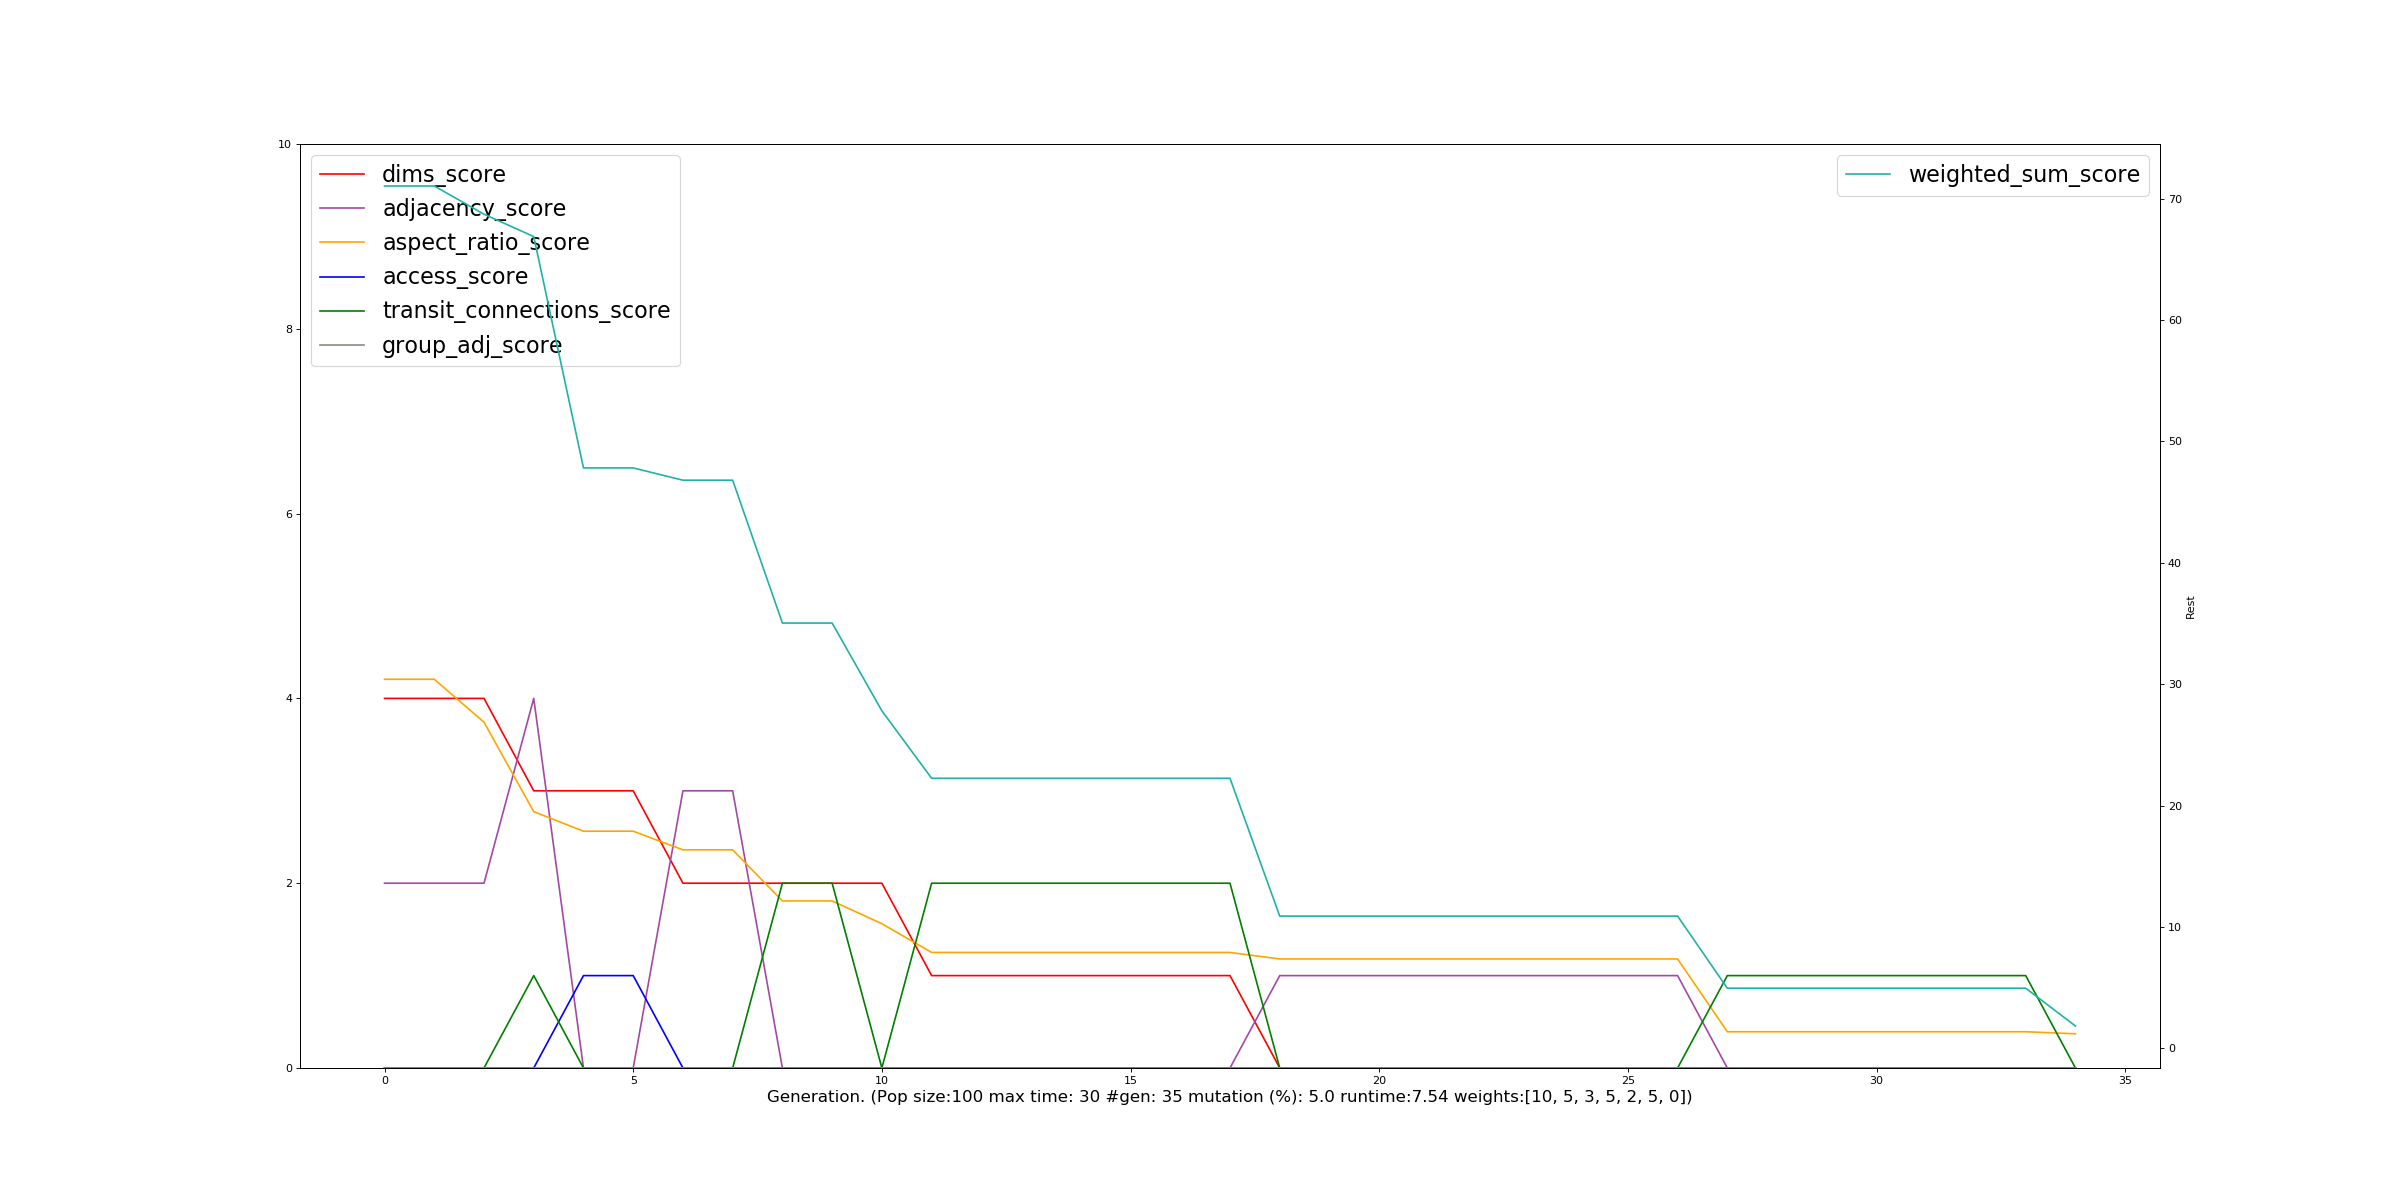 10
8
6
4
2
0
dims_score
adjacency_score
aspect_ratio_score
access_score
transit_connections_score
group_adj_score
weighted_sum_score
70
60
50
40
30
20
10
0
Rest
0 5 10 15 20 25 30 35
Generation. (Pop size:100 max time: 30 #gen: 35 mutation (%): 5.0 runtime:7.54 weights:[10, 5, 3, 5, 2, 5, 0])